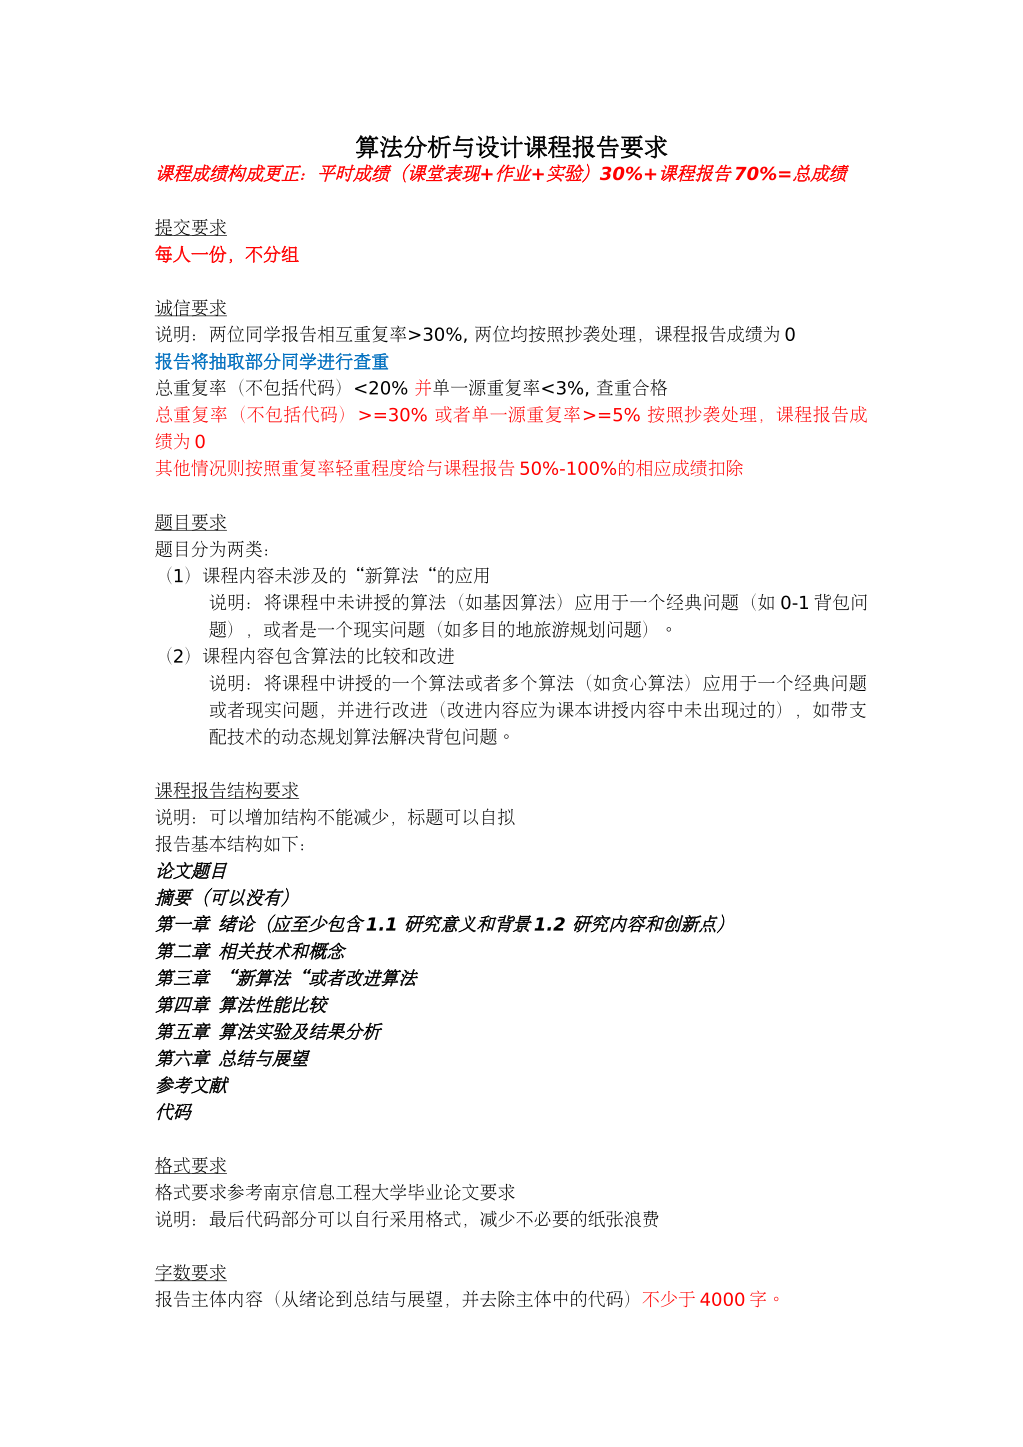 算法分析与设计课程报告要求
课程成绩构成更正：平时成绩（课堂表现+作业+实验）30%+课程报告70%=总成绩
提交要求
每人一份，不分组
诚信要求
说明：两位同学报告相互重复率>30%, 两位均按照抄袭处理，课程报告成绩为0
报告将抽取部分同学进行查重
总重复率（不包括代码）<20% 并单一源重复率<3%, 查重合格
总重复率（不包括代码）>=30% 或者单一源重复率>=5% 按照抄袭处理，课程报告成
绩为0
其他情况则按照重复率轻重程度给与课程报告50%-100%的相应成绩扣除
题目要求
题目分为两类：
（1）课程内容未涉及的“新算法“的应用
说明：将课程中未讲授的算法（如基因算法）应用于一个经典问题（如0-1背包问
题），或者是一个现实问题（如多目的地旅游规划问题）。
（2）课程内容包含算法的比较和改进
说明：将课程中讲授的一个算法或者多个算法（如贪心算法）应用于一个经典问题
或者现实问题，并进行改进（改进内容应为课本讲授内容中未出现过的），如带支
配技术的动态规划算法解决背包问题。
课程报告结构要求
说明：可以增加结构不能减少，标题可以自拟
报告基本结构如下：
论文题目
摘要（可以没有）
第一章 绪论（应至少包含1.1 研究意义和背景1.2 研究内容和创新点）
第二章 相关技术和概念
第三章 “新算法“或者改进算法
第四章 算法性能比较
第五章 算法实验及结果分析
第六章 总结与展望
参考文献
代码
格式要求
格式要求参考南京信息工程大学毕业论文要求
说明：最后代码部分可以自行采用格式，减少不必要的纸张浪费
字数要求
报告主体内容（从绪论到总结与展望，并去除主体中的代码）不少于4000字。